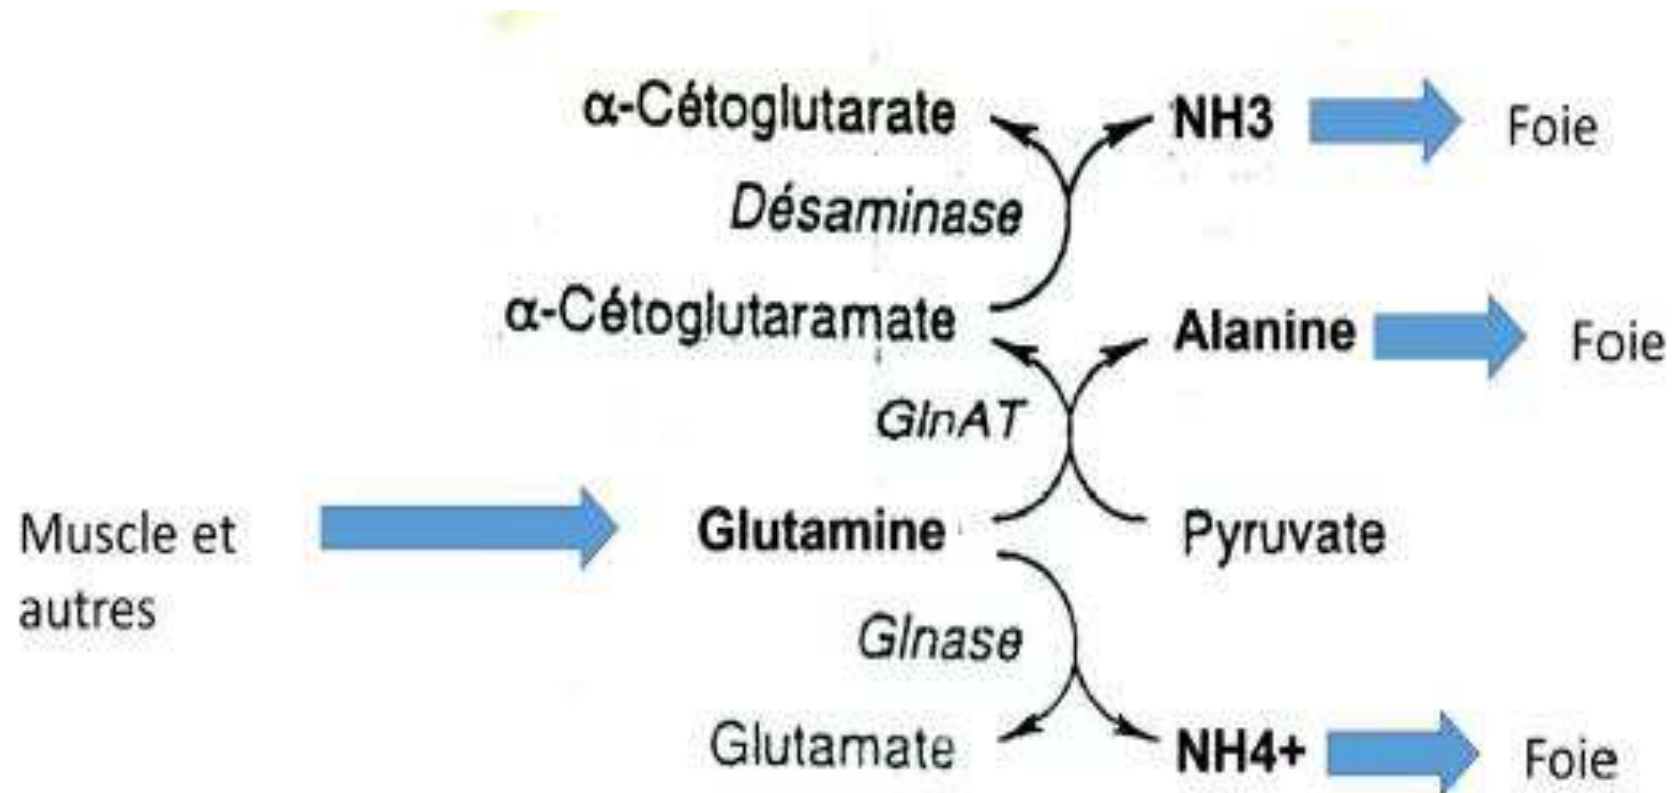 α-Cétoglutarate NH3 Foie
Désaminase
α-Cétoglutaramate Alanine Foie
GlnAT
Muscle et Glutamine Pyruvate
autres
Glnase
Glutamate NH4+ Foie